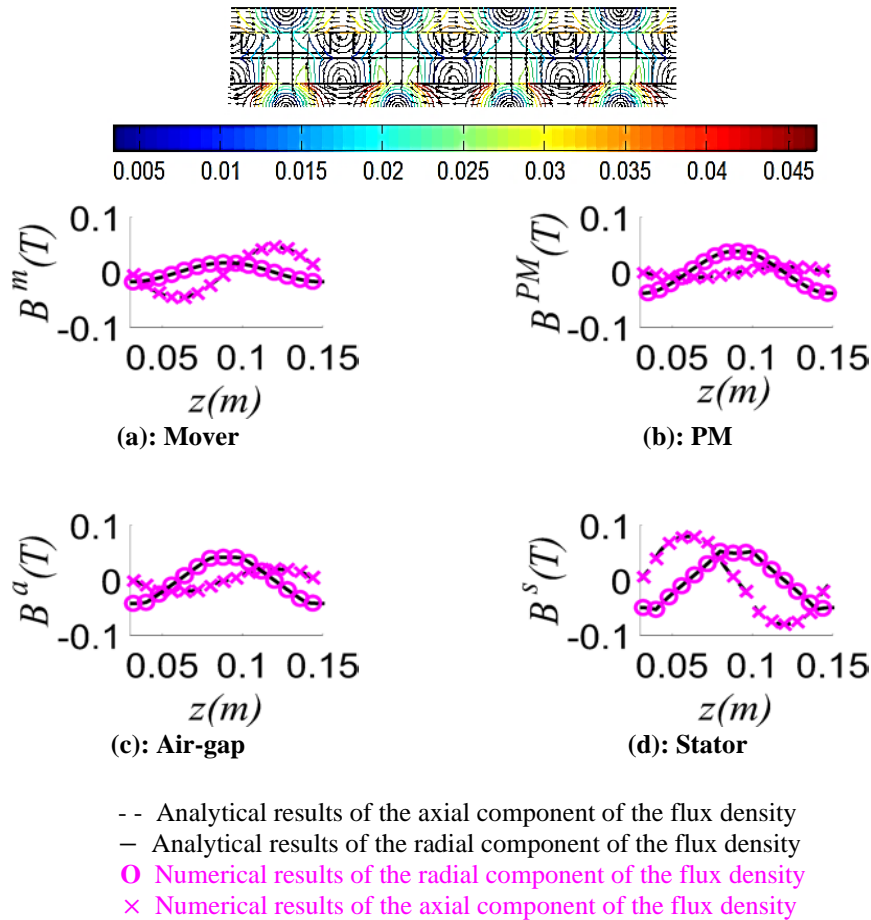 0.005 0.01 0.015 0.02 0.025 0.03 0.035 0.04 0.045
0.1
0
-0.1
B^m(T)
0.05 0.1 0.15
z(m)
(a): Mover
0.1
0
-0.1
B^PM(T)
0.05 0.1 0.15
z(m)
(b): PM
0.1
0
-0.1
B^a(T)
0.05 0.1 0.15
z(m)
(c): Air-gap
0.1
0
-0.1
B^s(T)
0.05 0.1 0.15
z(m)
(d): Stator
-- Analytical results of the axial component of the flux density
– Analytical results of the radial component of the flux density
O Numerical results of the radial component of the flux density
× Numerical results of the axial component of the flux density